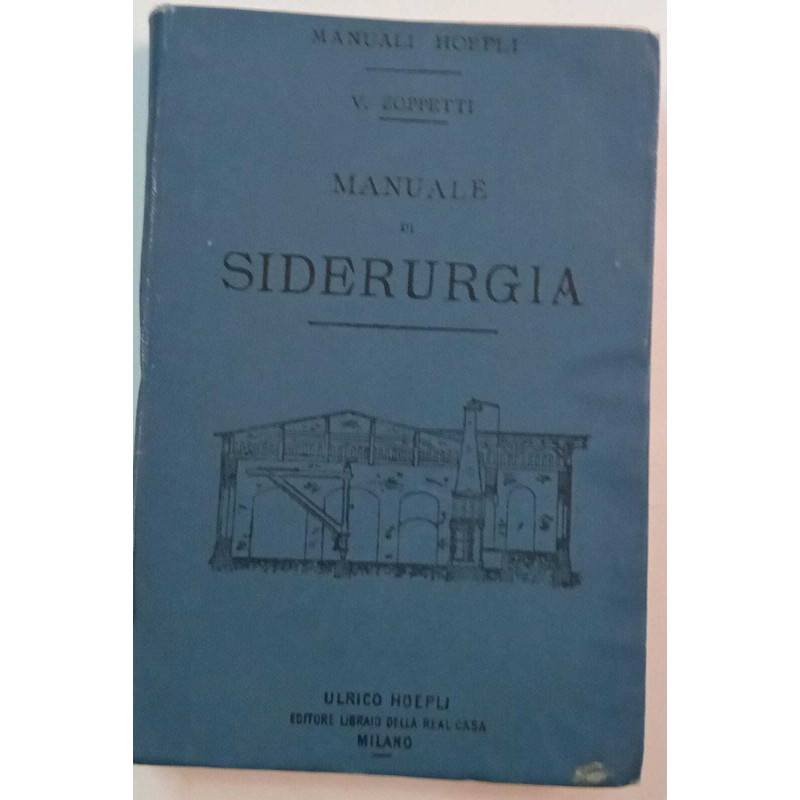 MANUALI HOEPLI
V. ZOPPETTI
MANUALE
DI
SIDERURGIA
ULRICO HOEPLI
EDITORE LIBRAIO DELLA REAL CASA
MILANO